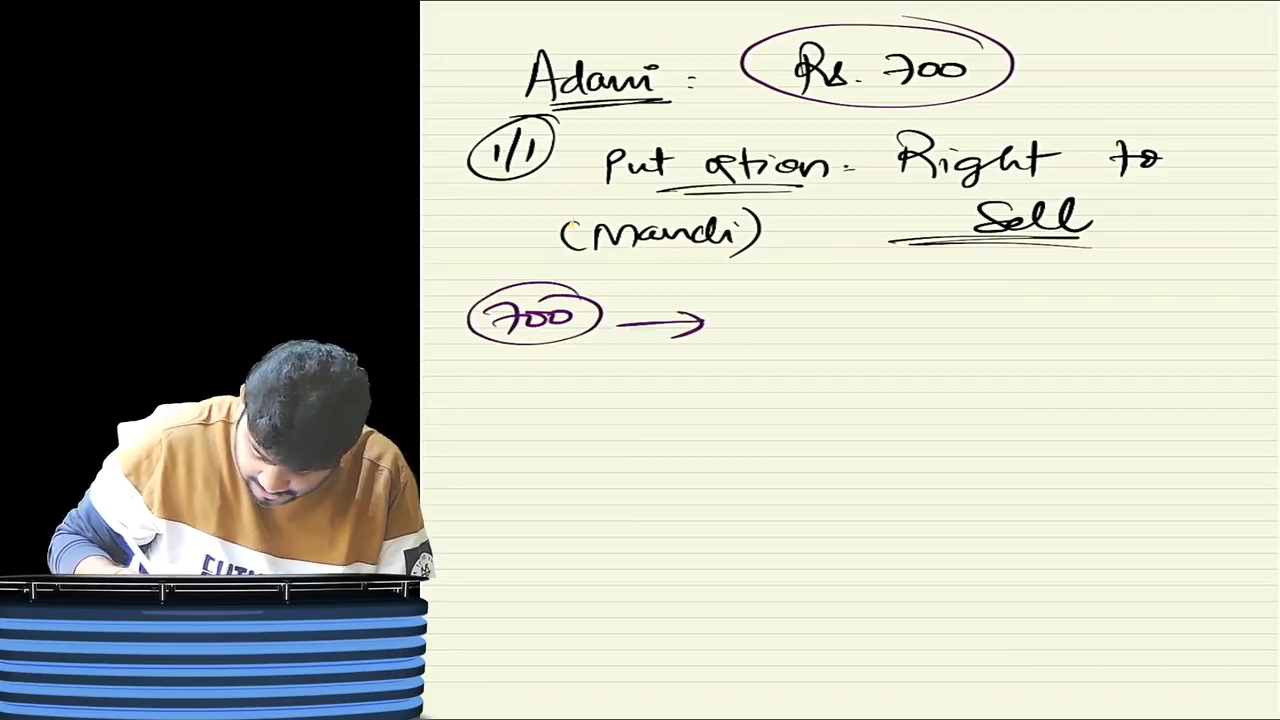 Adani : Rs. 700
1/1 Put option = Right to
(Mandi) Sell
700 →